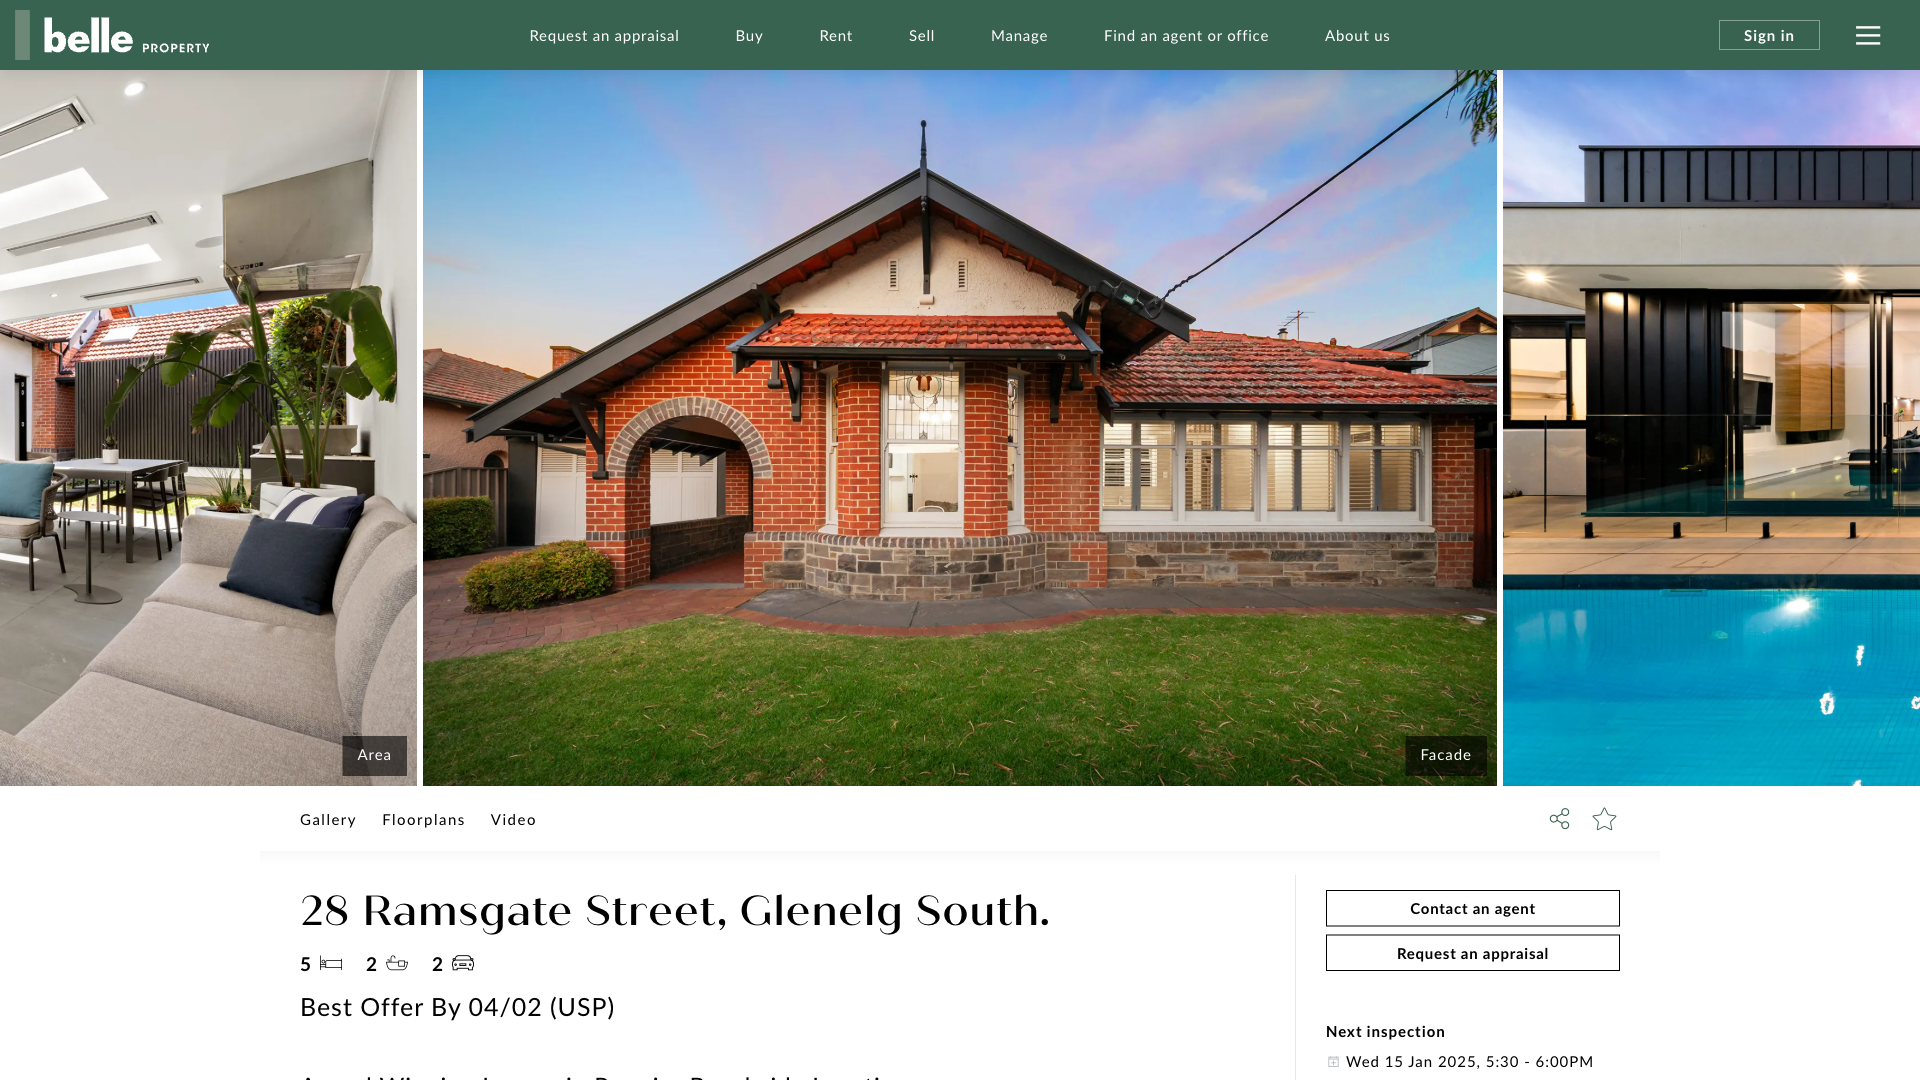 belle PROPERTY
Request an appraisal
Buy
Rent
Sell
Manage
Find an agent or office
About us
Sign in
Area
Facade
Gallery
Floorplans
Video
28 Ramsgate Street, Glenelg South.
5
2
2
Best Offer By 04/02 (USP)
Contact an agent
Request an appraisal
Next inspection
Wed 15 Jan 2025, 5:30 - 6:00PM